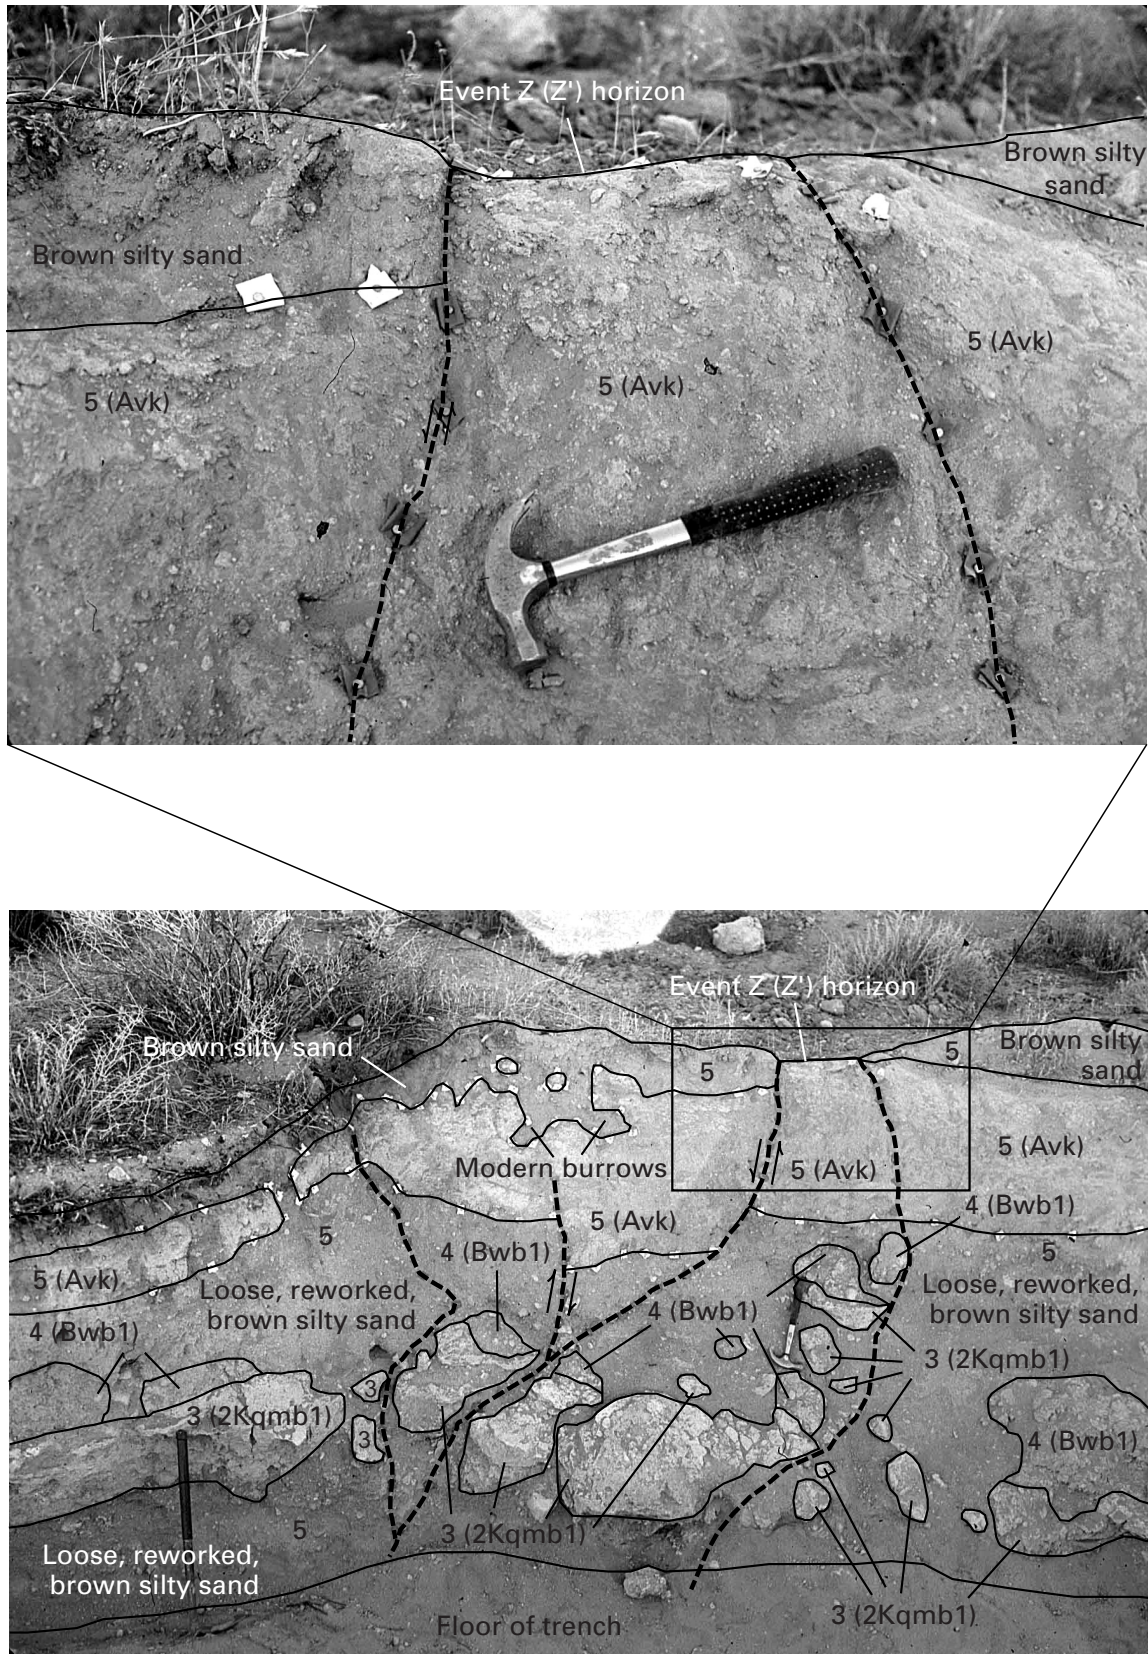 Event Z (Z') horizon
Brown silty
sand
Brown silty sand
5 (Avk)
5 (Avk)
5 (Avk)
Event Z (Z') horizon
Brown silty sand
5
5
Brown silty
sand
Modern burrows
5 (Avk)
5 (Avk)
4 (Bwb1)
5
5 (Avk)
4 (Bwb1)
5
5 (Avk)
Loose, reworked,
brown silty sand
4 (Bwb1)
Loose, reworked,
brown silty sand
4 (Bwb1)
3 (2Kqmb1)
3
3 (2Kqmb1)
3
4 (Bwb1)
5
3 (2Kqmb1)
Loose, reworked,
brown silty sand
3 (2Kqmb1)
Floor of trench